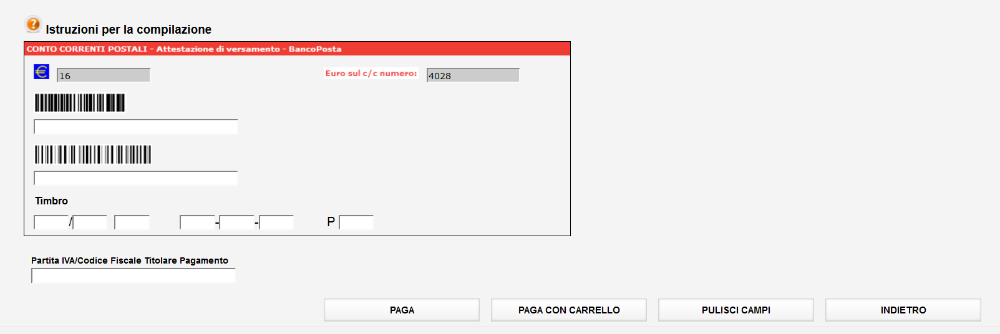 Istruzioni per la compilazione
CONTO CORRENTI POSTALI - Attestazione di versamento - BancoPosta
€ 16 Euro sul c/c numero: 4028
Timbro
/ - - P
Partita IVA/Codice Fiscale Titolare Pagamento
PAGA PAGA CON CARRELLO PULISCI CAMPI INDIETRO